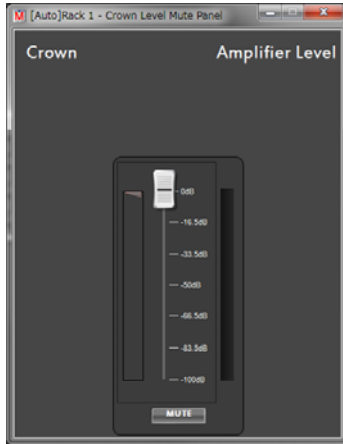 [Auto]Rack 1 - Crown Level Mute Panel
Crown Amplifier Level
0dB
-16.5dB
-33.5dB
-50dB
-66.5dB
-83.5dB
-100dB
MUTE